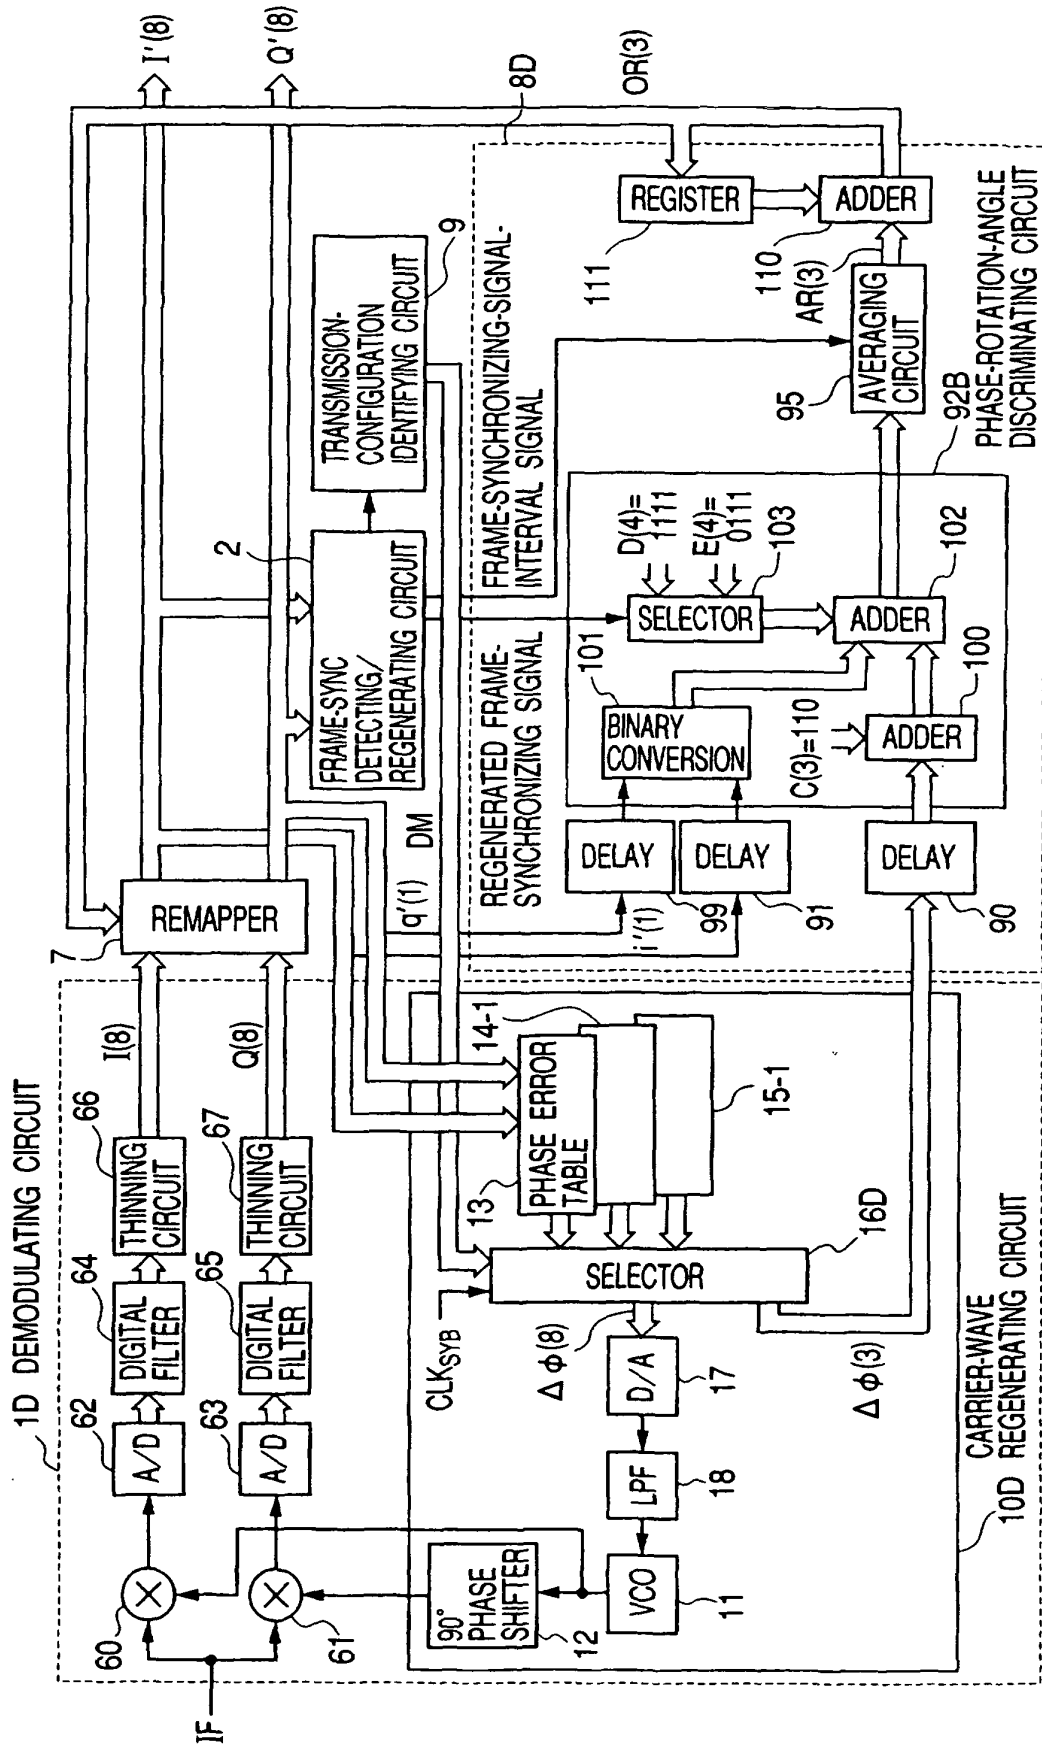 1D DEMODULATING CIRCUIT
IF
60
61
62
A/D
63
A/D
64
DIGITAL
FILTER
65
DIGITAL
FILTER
66
THINNING
CIRCUIT
67
THINNING
CIRCUIT
I(8)
Q(8)
7
REMAPPER
I'(8)
Q'(8)
90°
PHASE
SHIFTER
12
VCO
11
LPF
18
D/A
17
Δφ(8)
CLKSYB
SELECTOR
16D
Δφ(3)
13
PHASE ERROR
TABLE
14-1
15-1
CARRIER-WAVE
10D REGENERATING CIRCUIT
q'(1)
DM
i'(1)
FRAME-SYNC
DETECTING/
REGENERATING CIRCUIT
2
TRANSMISSION-
CONFIGURATION
IDENTIFYING CIRCUIT
9
REGENERATED FRAME-
SYNCHRONIZING SIGNAL
FRAME-SYNCHRONIZING-SIGNAL-
INTERVAL SIGNAL
DELAY
99
DELAY
91
DELAY
90
101
BINARY
CONVERSION
C(3)=110
ADDER
100
SELECTOR
103
D(4)=
1111
E(4)=
0111
ADDER
102
92B
PHASE-ROTATION-ANGLE
DISCRIMINATING CIRCUIT
95
AVERAGING
CIRCUIT
AR(3)
110
ADDER
111
REGISTER
OR(3)
8D